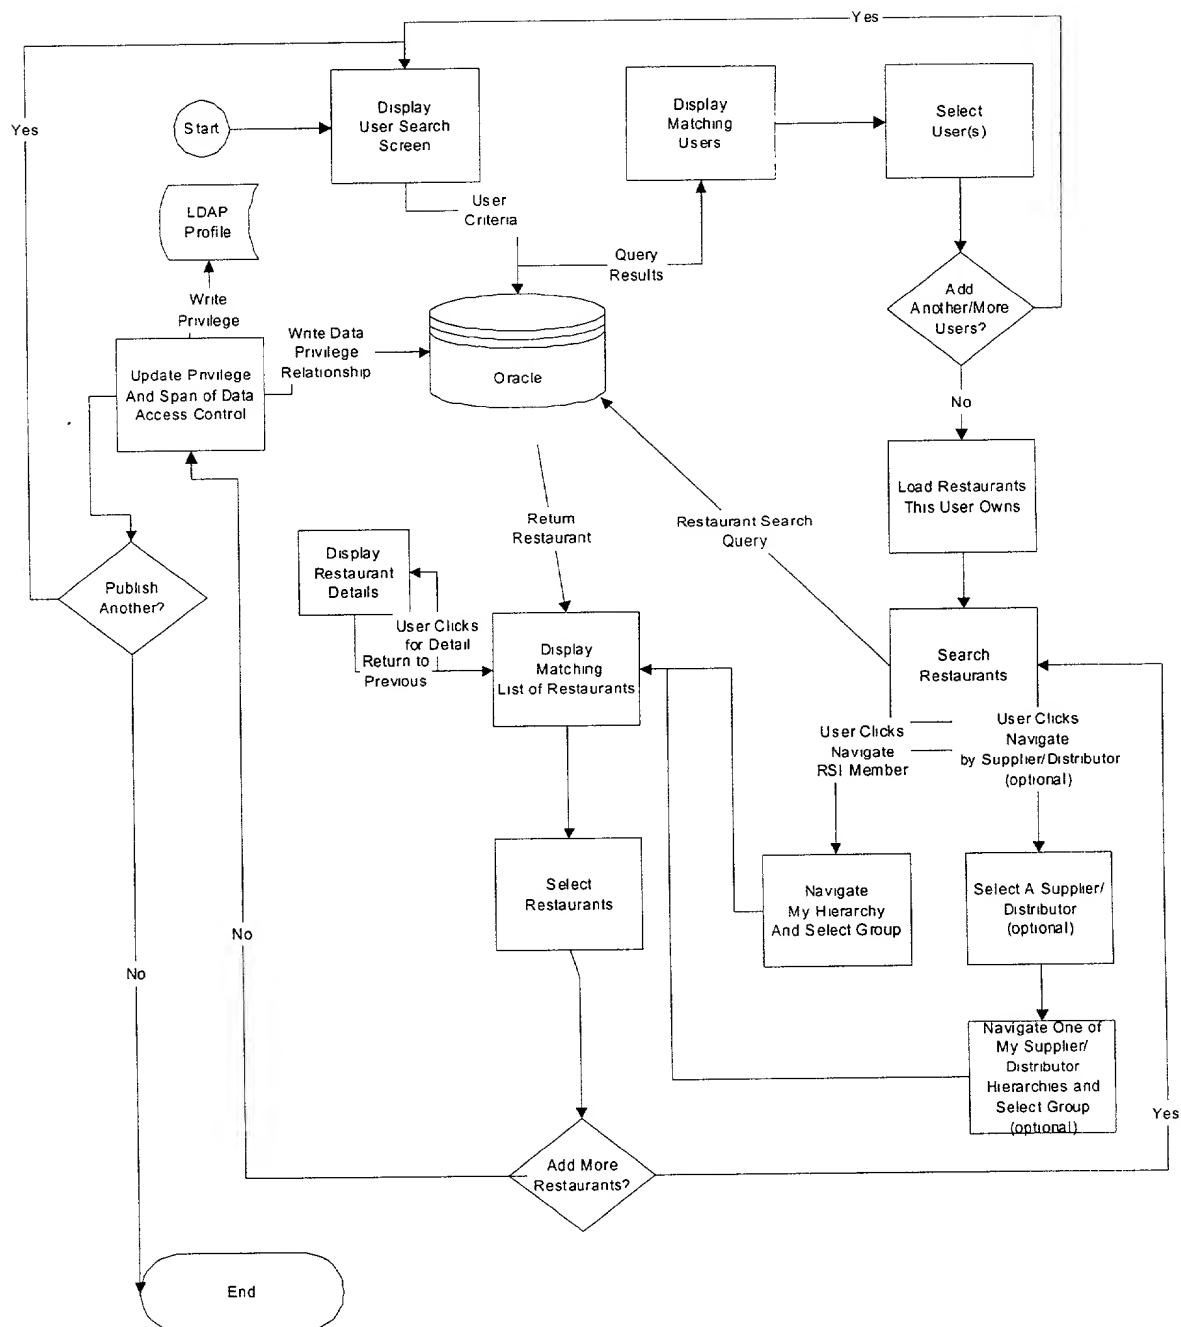 Yes
Yes
Start
Display
User Search
Screen
Display
Matching
Users
Select
User(s)
LDAP
Profile
User
Criteria
Query
Results
Add
Another/More
Users?
Write
Privilege
Write Data
Privilege
Relationship
Oracle
Update Privilege
And Span of Data
Access Control
No
Load Restaurants
This User Owns
Return
Restaurant
Restaurant Search
Query
Display
Restaurant
Details
Publish
Another?
User Clicks
for Detail
Return to
Previous
Display
Matching
List of Restaurants
Search
Restaurants
User Clicks
Navigate
RSI Member
User Clicks
Navigate
by Supplier/Distributor
(optional)
Select
Restaurants
Navigate
My Hierarchy
And Select Group
Select A Supplier/
Distributor
(optional)
No
No
Navigate One of
My Supplier/
Distributor
Hierarchies and
Select Group
(optional)
Yes
Add More
Restaurants?
End